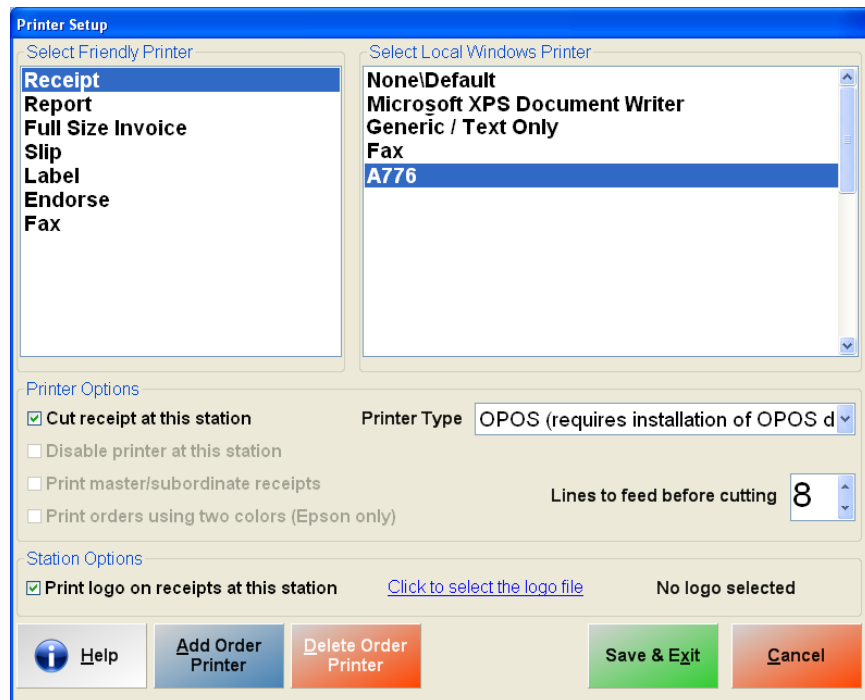 Printer Setup
Select Friendly Printer
Receipt
Report
Full Size Invoice
Slip
Label
Endorse
Fax
Select Local Windows Printer
None\Default
Microsoft XPS Document Writer
Generic / Text Only
Fax
A776
Printer Options
Cut receipt at this station
Printer Type
OPOS (requires installation of OPOS d
Disable printer at this station
Print master/subordinate receipts
Print orders using two colors (Epson only)
Lines to feed before cutting
8
Station Options
Print logo on receipts at this station
Click to select the logo file
No logo selected
Help
Add Order
Printer
Delete Order
Printer
Save & Exit
Cancel